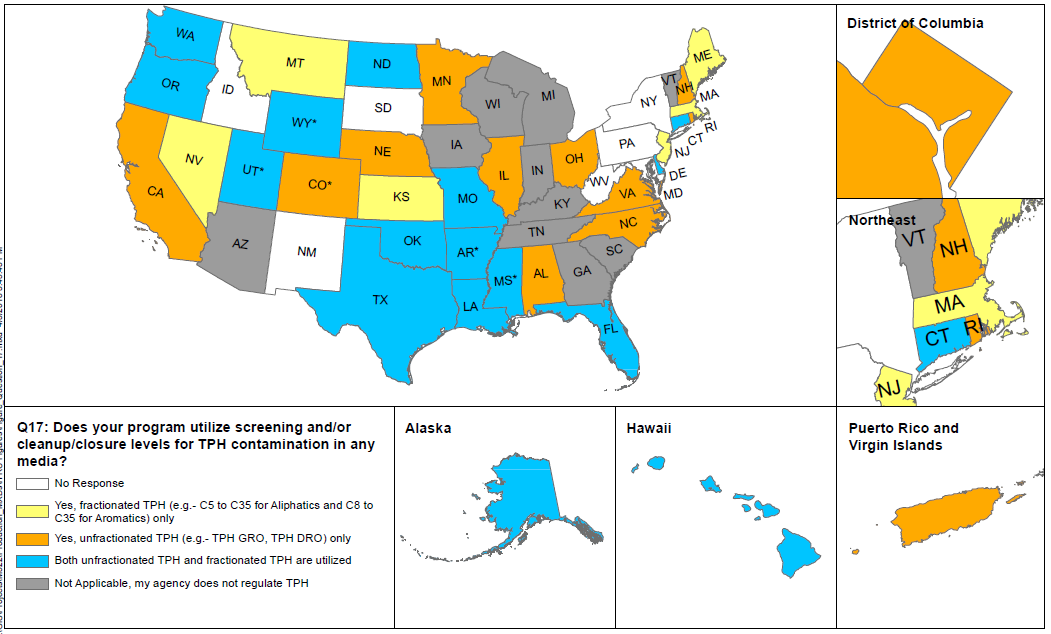 WA
OR
ID
MT
ND
SD
MN
WI
MI
NY
VT
NH
ME
MA
RI
CT
NJ
PA
DE
MD
WV
VA
NC
OH
IN
IL
IA
NE
WY*
NV
UT*
CO*
KS
MO
KY
TN
SC
GA
AL
MS*
AR*
OK
LA
TX
NM
AZ
CA
FL
District of Columbia
Northeast
VT
NH
MA
CT
RI
NJ
Q17: Does your program utilize screening and/or
cleanup/closure levels for TPH contamination in any
media?
No Response
Yes, fractionated TPH (e.g.- C5 to C35 for Aliphatics and C8 to
C35 for Aromatics) only
Yes, unfractionated TPH (e.g.- TPH GRO, TPH DRO) only
Both unfractionated TPH and fractionated TPH are utilized
Not Applicable, my agency does not regulate TPH
Alaska
Hawaii
Puerto Rico and
Virgin Islands